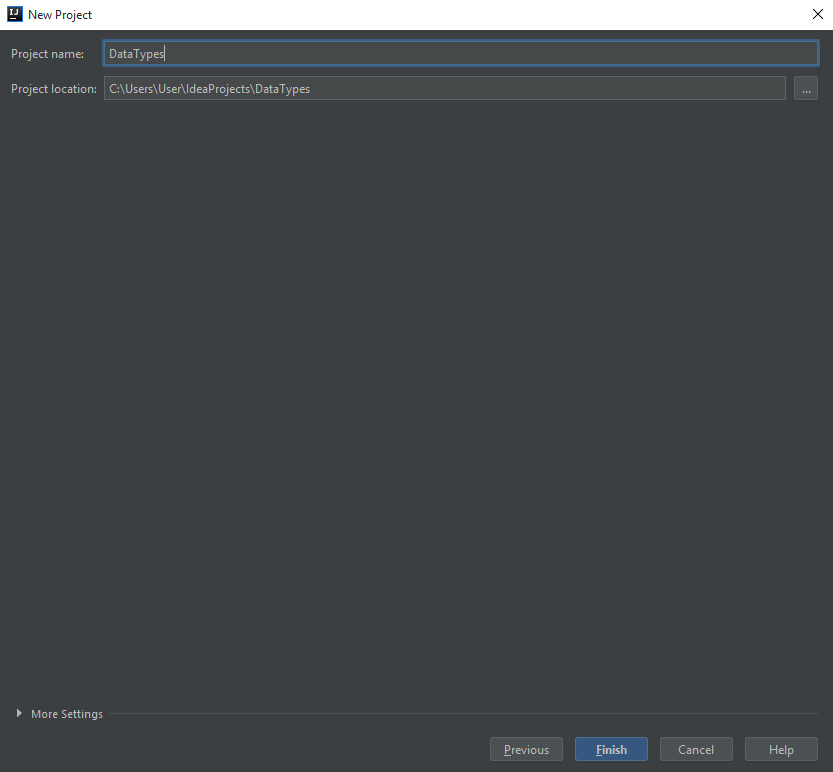 New Project
Project name: DataTypes
Project location: C:\Users\User\IdeaProjects\DataTypes ...
More Settings
Previous Finish Cancel Help